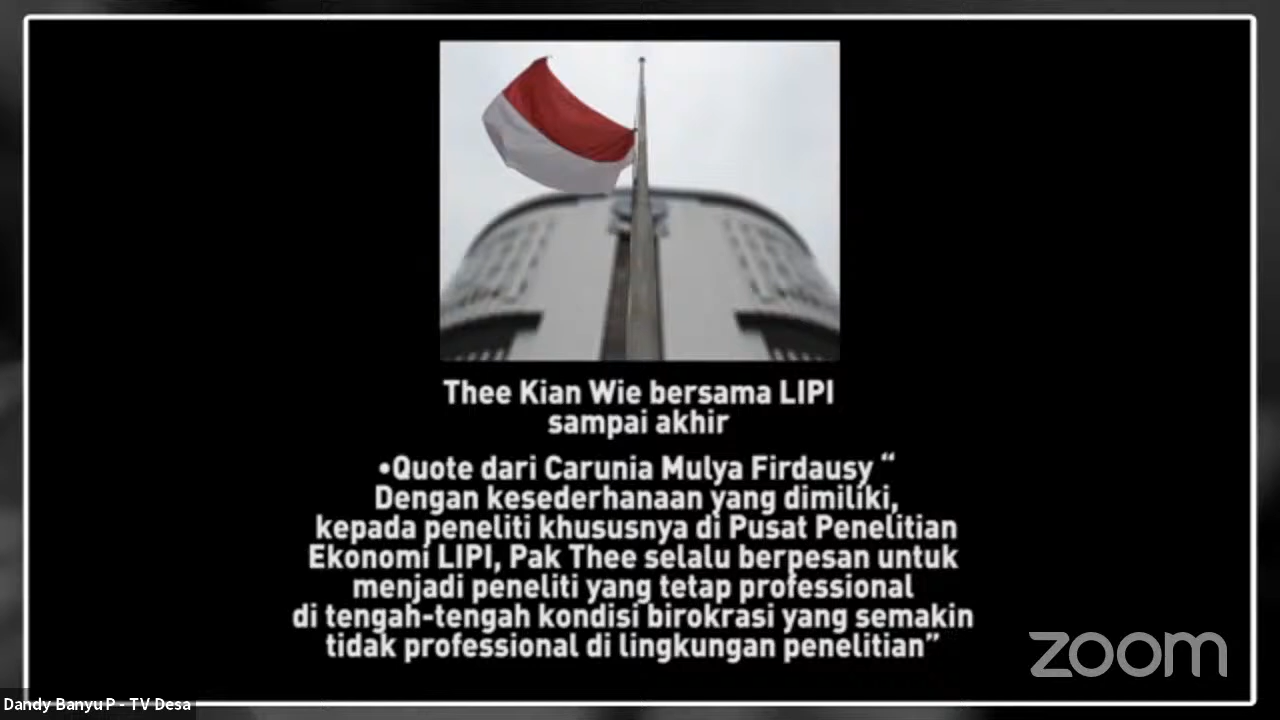 Thee Kian Wie bersama LIPI
sampai akhir
•Quote dari Carunia Mulya Firdausy “
Dengan kesederhanaan yang dimiliki,
kepada peneliti khususnya di Pusat Penelitian
Ekonomi LIPI, Pak Thee selalu berpesan untuk
menjadi peneliti yang tetap professional
di tengah-tengah kondisi birokrasi yang semakin
tidak professional di lingkungan penelitian”
zoom
Dandy Banyu P - TV Desa